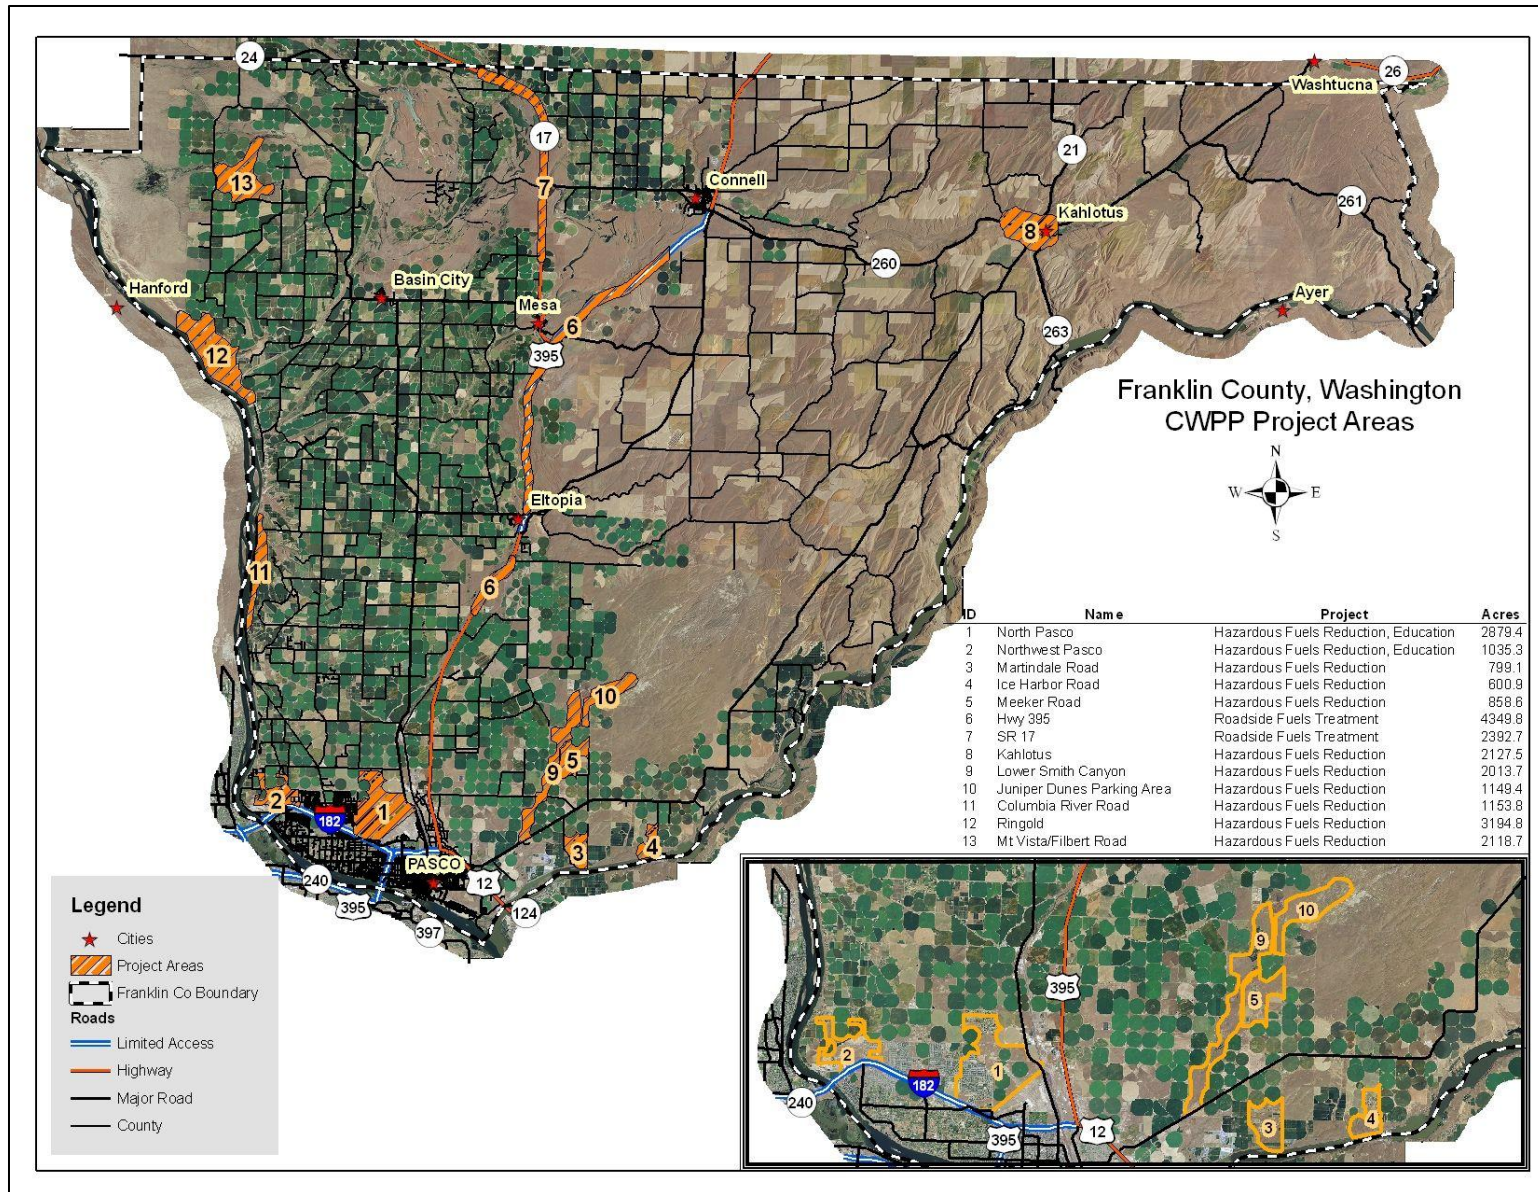 24
Washtucna
26
17
21
13
7
Connell
261
Kahlotus
8
260
Hanford
Basin City
Mesa
6
Ayer
263
12
395
Franklin County, Washington
CWPP Project Areas
N
W E
S
Eltopia
11
6
ID Name Project Acres
1 North Pasco Hazardous Fuels Reduction, Education 2879.4
2 Northwest Pasco Hazardous Fuels Reduction, Education 1035.3
3 Martindale Road Hazardous Fuels Reduction 799.1
4 Ice Harbor Road Hazardous Fuels Reduction 600.9
5 Meeker Road Hazardous Fuels Reduction 858.6
6 Hwy 395 Roadside Fuels Treatment 4349.8
7 SR 17 Roadside Fuels Treatment 2392.7
8 Kahlotus Hazardous Fuels Reduction 2127.5
9 Lower Smith Canyon Hazardous Fuels Reduction 2013.7
10 Juniper Dunes Parking Area Hazardous Fuels Reduction 1149.4
11 Columbia River Road Hazardous Fuels Reduction 1153.8
12 Ringold Hazardous Fuels Reduction 3194.8
13 Mt Vista/Filbert Road Hazardous Fuels Reduction 2118.7
10
5
9
2
1
182
3
4
PASCO
240
12
395
124
397
Legend
Cities
Project Areas
Franklin Co Boundary
Roads
Limited Access
Highway
Major Road
County
10
9
395
5
2
1
182
240
3
4
395
12